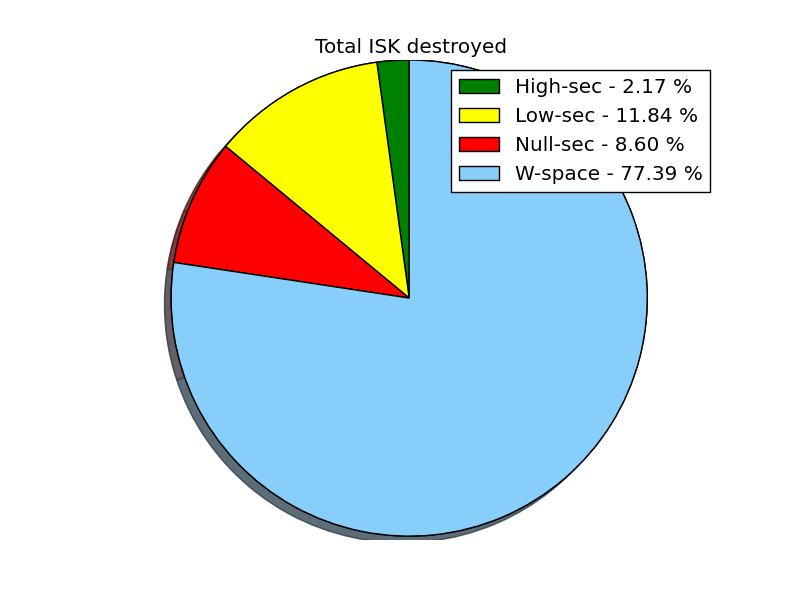 Total ISK destroyed
High-sec - 2.17 %
Low-sec - 11.84 %
Null-sec - 8.60 %
W-space - 77.39 %